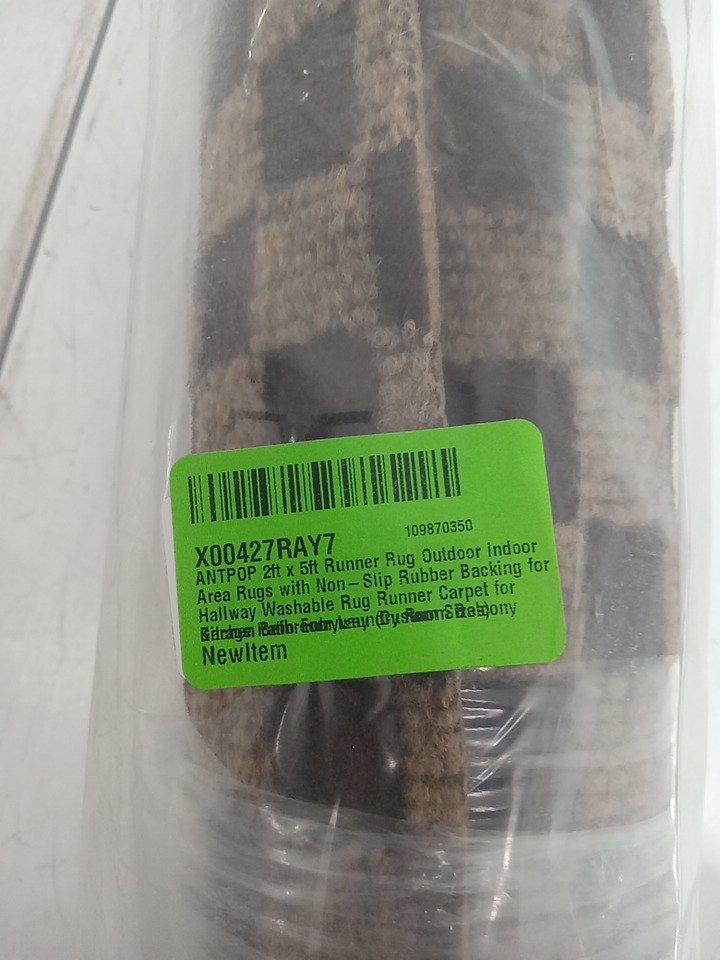 X00427RAY7
109870350
ANTPOP 2ft x 5ft Runner Rug Outdoor Indoor
Area Rugs with Non-Slip Rubber Backing for
Hallway Washable Rug Runner Carpet for
NewItem